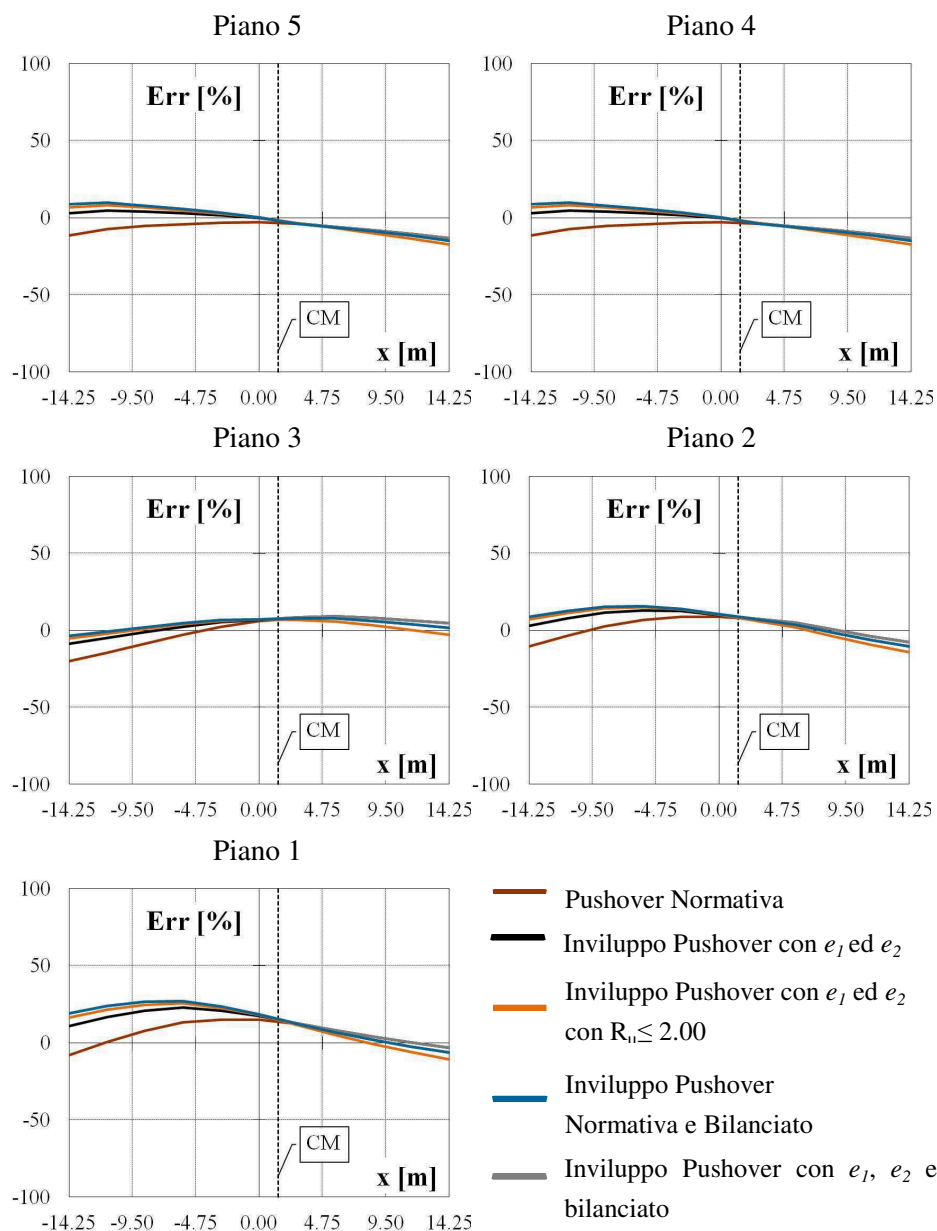 Piano 5
Piano 4
100
50
0
-50
-100
Err [%]
CM
x [m]
-14.25 -9.50 -4.75 0.00 4.75 9.50 14.25
100
50
0
-50
-100
Err [%]
CM
x [m]
-14.25 -9.50 -4.75 0.00 4.75 9.50 14.25
Piano 3
Piano 2
100
50
0
-50
-100
Err [%]
CM
x [m]
-14.25 -9.50 -4.75 0.00 4.75 9.50 14.25
100
50
0
-50
-100
Err [%]
CM
x [m]
-14.25 -9.50 -4.75 0.00 4.75 9.50 14.25
Piano 1
100
50
0
-50
-100
Err [%]
CM
x [m]
-14.25 -9.50 -4.75 0.00 4.75 9.50 14.25
Pushover Normativa
Inviluppo Pushover con e1 ed e2
Inviluppo Pushover con e1 ed e2
con Rμ≤ 2.00
Inviluppo Pushover
Normativa e Bilanciato
Inviluppo Pushover con e1, e2 e
bilanciato